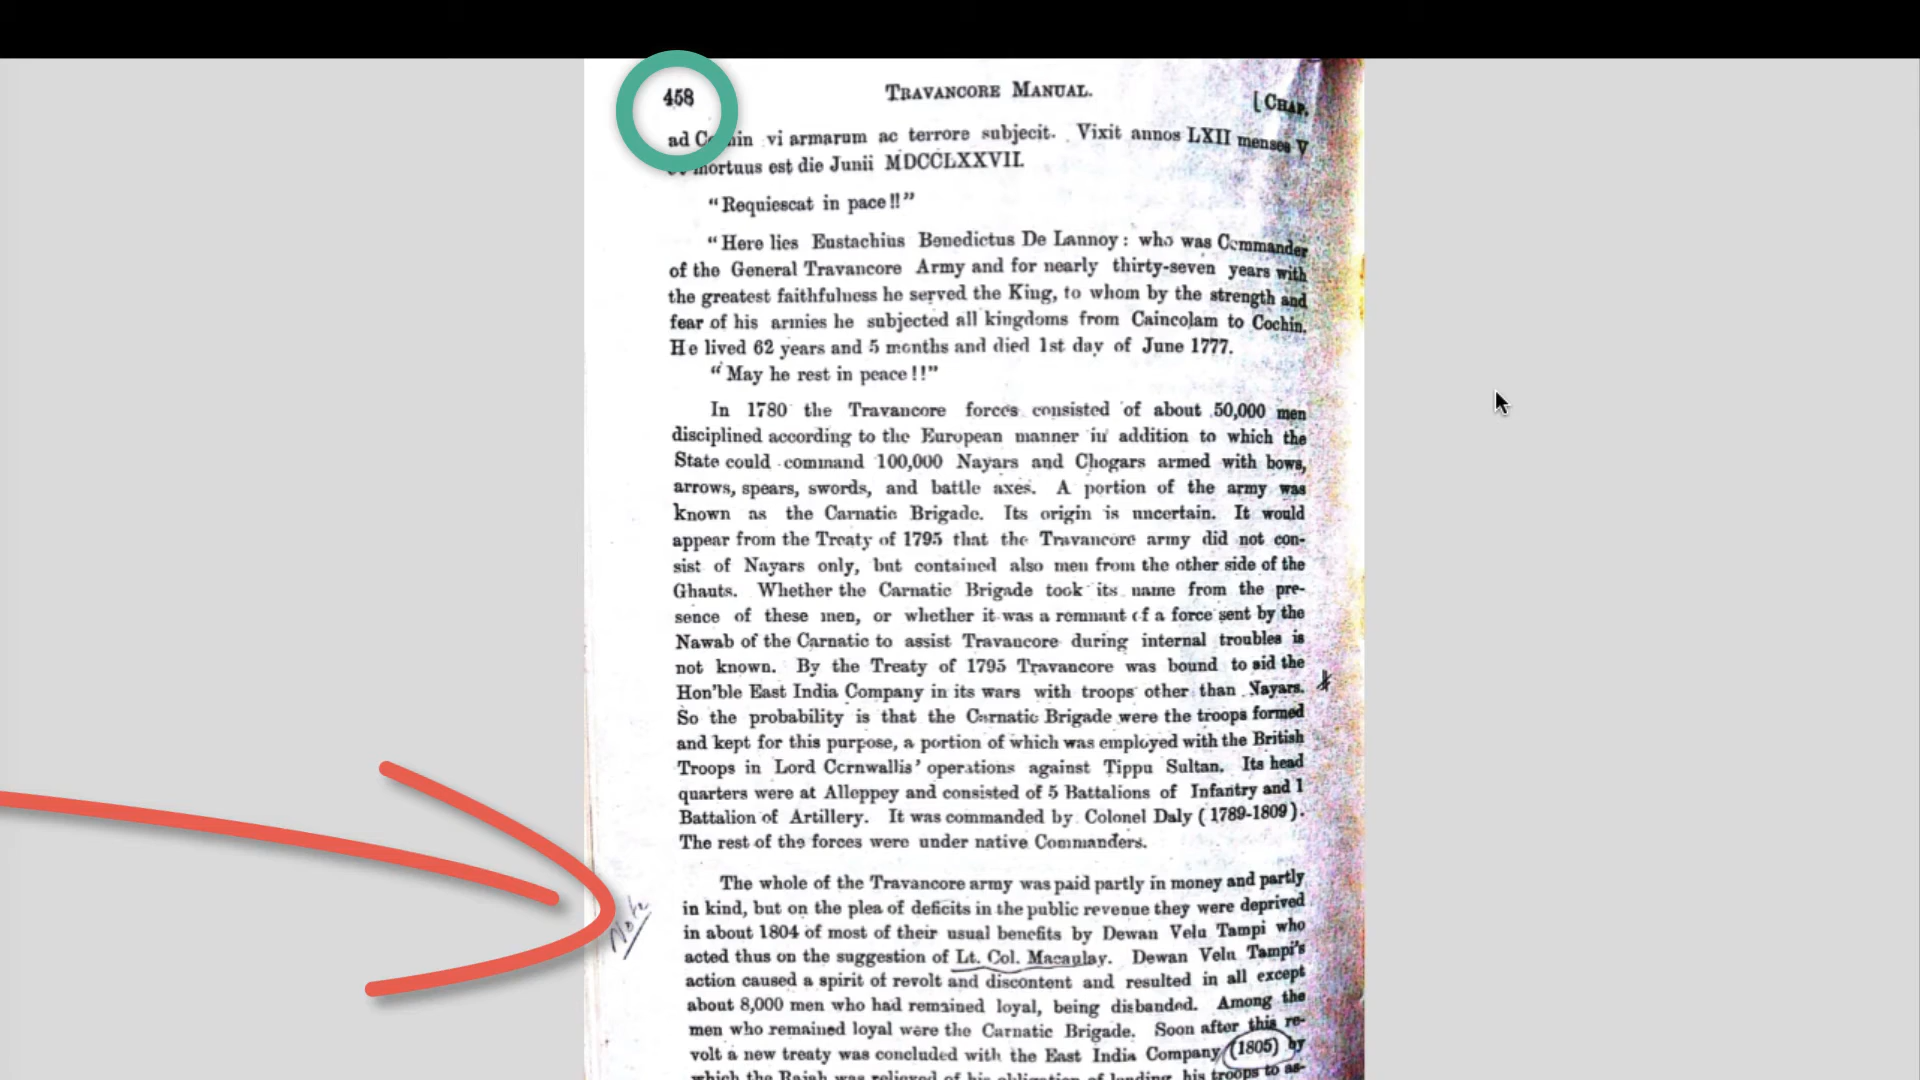 458
TRAVANCORE MANUAL.
[ CHAP.
ad Cochin vi armarum ac terrore subjecit. Vixit annos LXII menses V
mortuus est die Junii MDCCLXXVII.
"Requiescat in pace!!"
"Here lies Eustachius Benedictus De Lannoy: who was Commander
of the General Travancore Army and for nearly thirty-seven years with
the greatest faithfulness he served the King, to whom by the strength and
fear of his armies he subjected all kingdoms from Caincolam to Cochin.
He lived 62 years and 5 months and died 1st day of June 1777.
"May he rest in peace!!"
In 1780 the Travancore forces consisted of about 50,000 men
disciplined according to the European manner in addition to which the
State could command 100,000 Nayars and Chogars armed with bows,
arrows, spears, swords, and battle axes. A portion of the army was
known as the Carnatic Brigade. Its origin is uncertain. It would
appear from the Treaty of 1795 that the Travancore army did not con-
sist of Nayars only, but contained also men from the other side of the
Ghauts. Whether the Carnatic Brigade took its name from the pre-
sence of these men, or whether it was a remnant of a force sent by the
Nawab of the Carnatic to assist Travancore during internal troubles is
not known. By the Treaty of 1795 Travancore was bound to aid the
Hon'ble East India Company in its wars with troops other than Nayars.
So the probability is that the Carnatic Brigade were the troops formed
and kept for this purpose, a portion of which was employed with the British
Troops in Lord Cornwallis' operations against Tippu Sultan. Its head
quarters were at Alleppey and consisted of 5 Battalions of Infantry and 1
Battalion of Artillery. It was commanded by Colonel Daly (1789-1809).
The rest of the forces were under native Commanders.
The whole of the Travancore army was paid partly in money and partly
in kind, but on the plea of deficits in the public revenue they were deprived
Note
in about 1804 of most of their usual benefits by Dewan Velu Tampi who
acted thus on the suggestion of Lt. Col. Macaulay. Dewan Velu Tampi's
action caused a spirit of revolt and discontent and resulted in all except
about 8,000 men who had remained loyal, being disbanded. Among the
men who remained loyal were the Carnatic Brigade. Soon after this re-
volt a new treaty was concluded with the East India Company (1805) by
which the Rajah was relieved of his obligation of lending his troops to as-